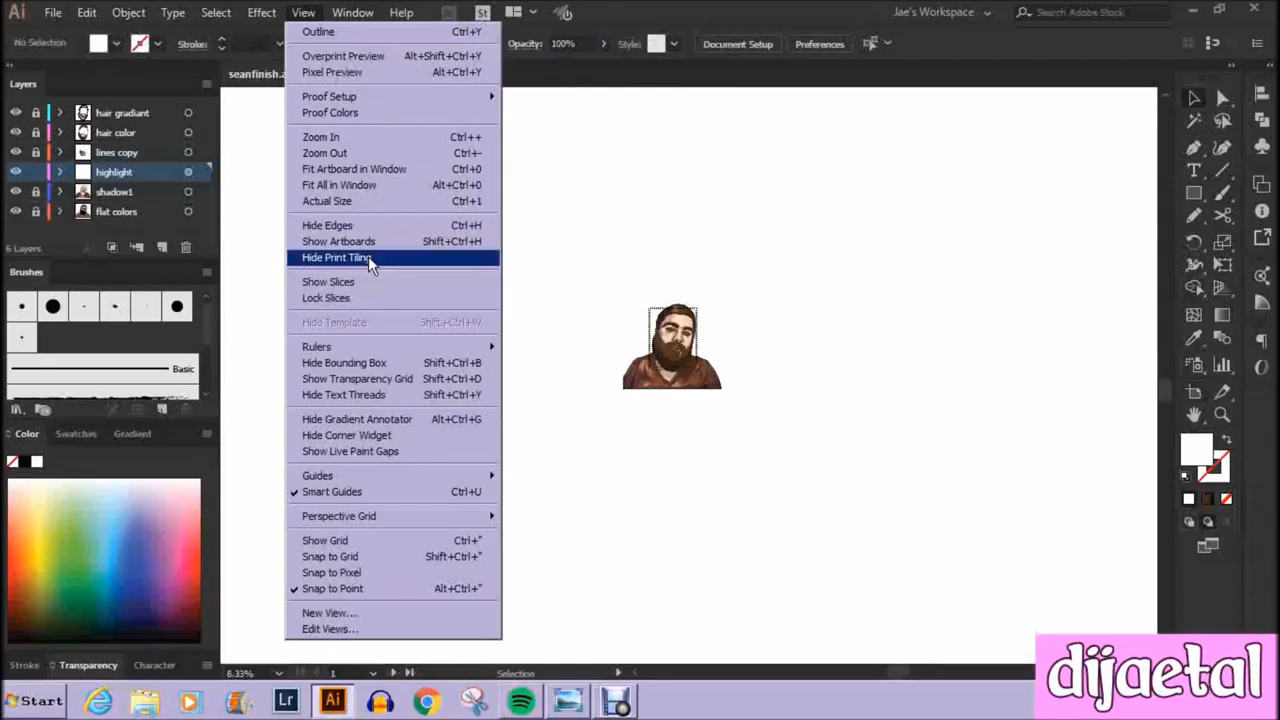 Ai File Edit Object Type Select Effect View Window Help St Jae's Workspace Search Adobe Stock
No Selection Stroke: Opacity: 100% Style: Document Setup Preferences
Layers
hair gradiant
hair color
lines copy
highlight
shadow1
flat colors
6 Layers
Brushes
Basic
Color Swatches Gradient
Stroke Transparency Character
seanfinish.a
Outline Ctrl+Y
Overprint Preview Alt+Shift+Ctrl+Y
Pixel Preview Alt+Ctrl+Y
Proof Setup
Proof Colors
Zoom In Ctrl++
Zoom Out Ctrl+-
Fit Artboard in Window Ctrl+0
Fit All in Window Alt+Ctrl+0
Actual Size Ctrl+1
Hide Edges Ctrl+H
Show Artboards Shift+Ctrl+H
Hide Print Tiling
Show Slices
Lock Slices
Hide Template Shift+Ctrl+W
Rulers
Hide Bounding Box Shift+Ctrl+B
Show Transparency Grid Shift+Ctrl+D
Hide Text Threads Shift+Ctrl+Y
Hide Gradient Annotator Alt+Ctrl+G
Hide Corner Widget
Show Live Paint Gaps
Guides
Smart Guides Ctrl+U
Perspective Grid
Show Grid Ctrl+"
Snap to Grid Shift+Ctrl+"
Snap to Pixel
Snap to Point Alt+Ctrl+"
New View...
Edit Views...
8.33% 1 Selection
dijaetal
Start Lr Ai